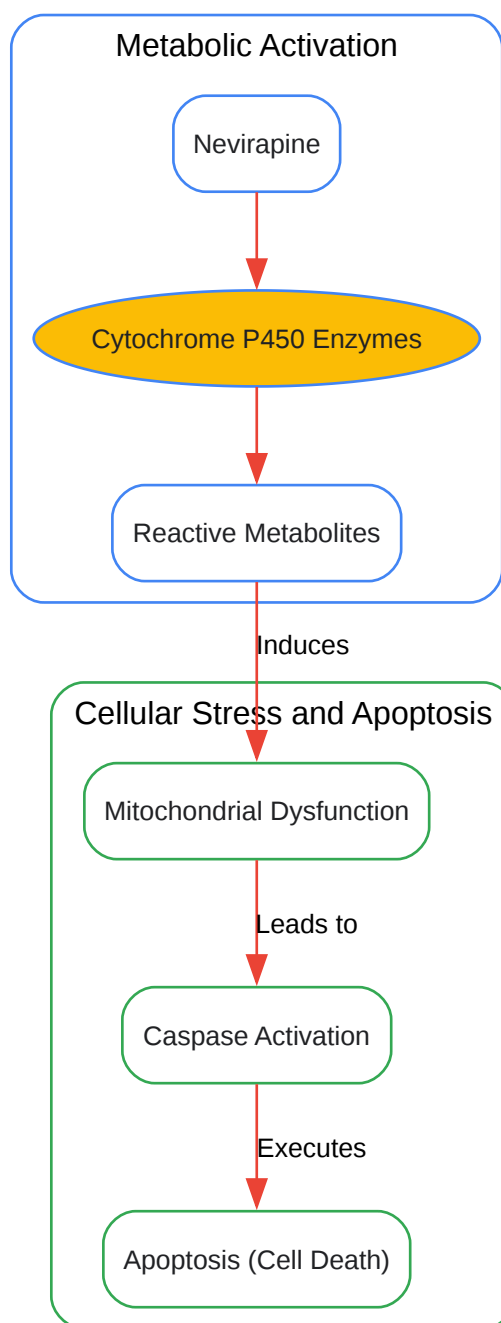 Metabolic Activation
Nevirapine
Cytochrome P450 Enzymes
Reactive Metabolites
Induces
Cellular Stress and Apoptosis
Mitochondrial Dysfunction
Leads to
Caspase Activation
Executes
Apoptosis (Cell Death)